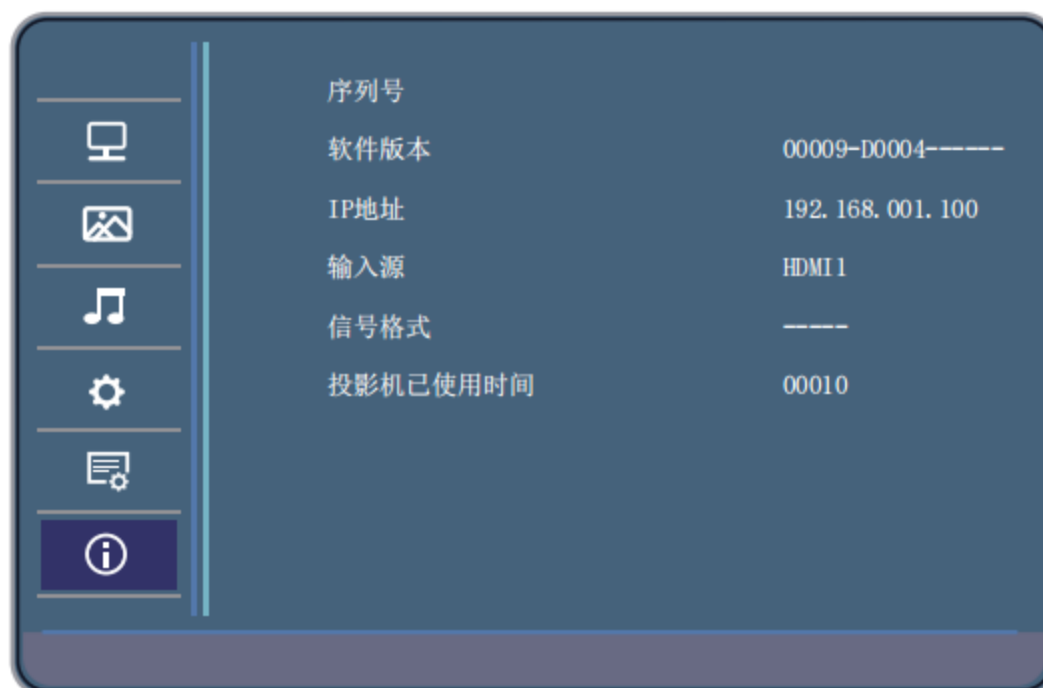 序列号
软件版本 00009-D0004------
IP地址 192.168.001.100
输入源 HDMI1
信号格式 -----
投影机已使用时间 00010